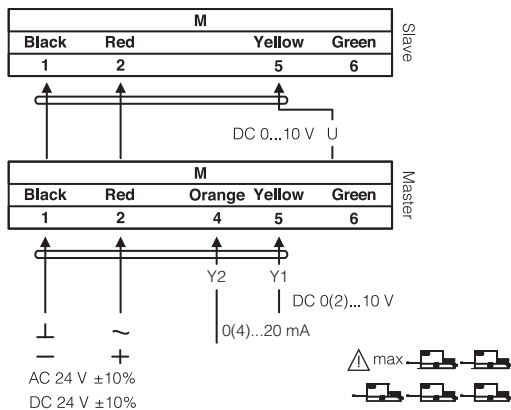 M
Black Red Yellow Green
1 2 5 6
Slave
DC 0...10 V U
M
Black Red Orange Yellow Green
1 2 4 5 6
Master
Y2 Y1
DC 0(2)...10 V
0(4)...20 mA
⊥ ~
− +
AC 24 V ±10%
DC 24 V ±10%
max